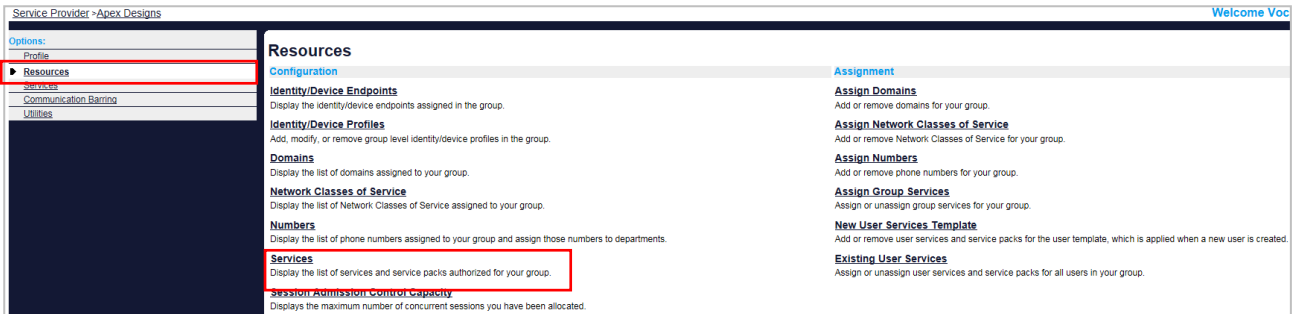 Service Provider >Apex Designs
Welcome Voc
Options:
Profile
Resources
Services
Communication Barring
Utilities
Resources
Configuration
Identity/Device Endpoints
Display the identity/device endpoints assigned in the group.
Identity/Device Profiles
Add, modify, or remove group level identity/device profiles in the group.
Domains
Display the list of domains assigned to your group.
Network Classes of Service
Display the list of Network Classes of Service assigned to your group.
Numbers
Display the list of phone numbers assigned to your group and assign those numbers to departments.
Services
Display the list of services and service packs authorized for your group.
Session Admission Control Capacity
Displays the maximum number of concurrent sessions you have been allocated.
Assignment
Assign Domains
Add or remove domains for your group.
Assign Network Classes of Service
Add or remove Network Classes of Service for your group.
Assign Numbers
Add or remove phone numbers for your group.
Assign Group Services
Assign or unassign group services for your group.
New User Services Template
Add or remove user services and service packs for the user template, which is applied when a new user is created.
Existing User Services
Assign or unassign user services and service packs for all users in your group.